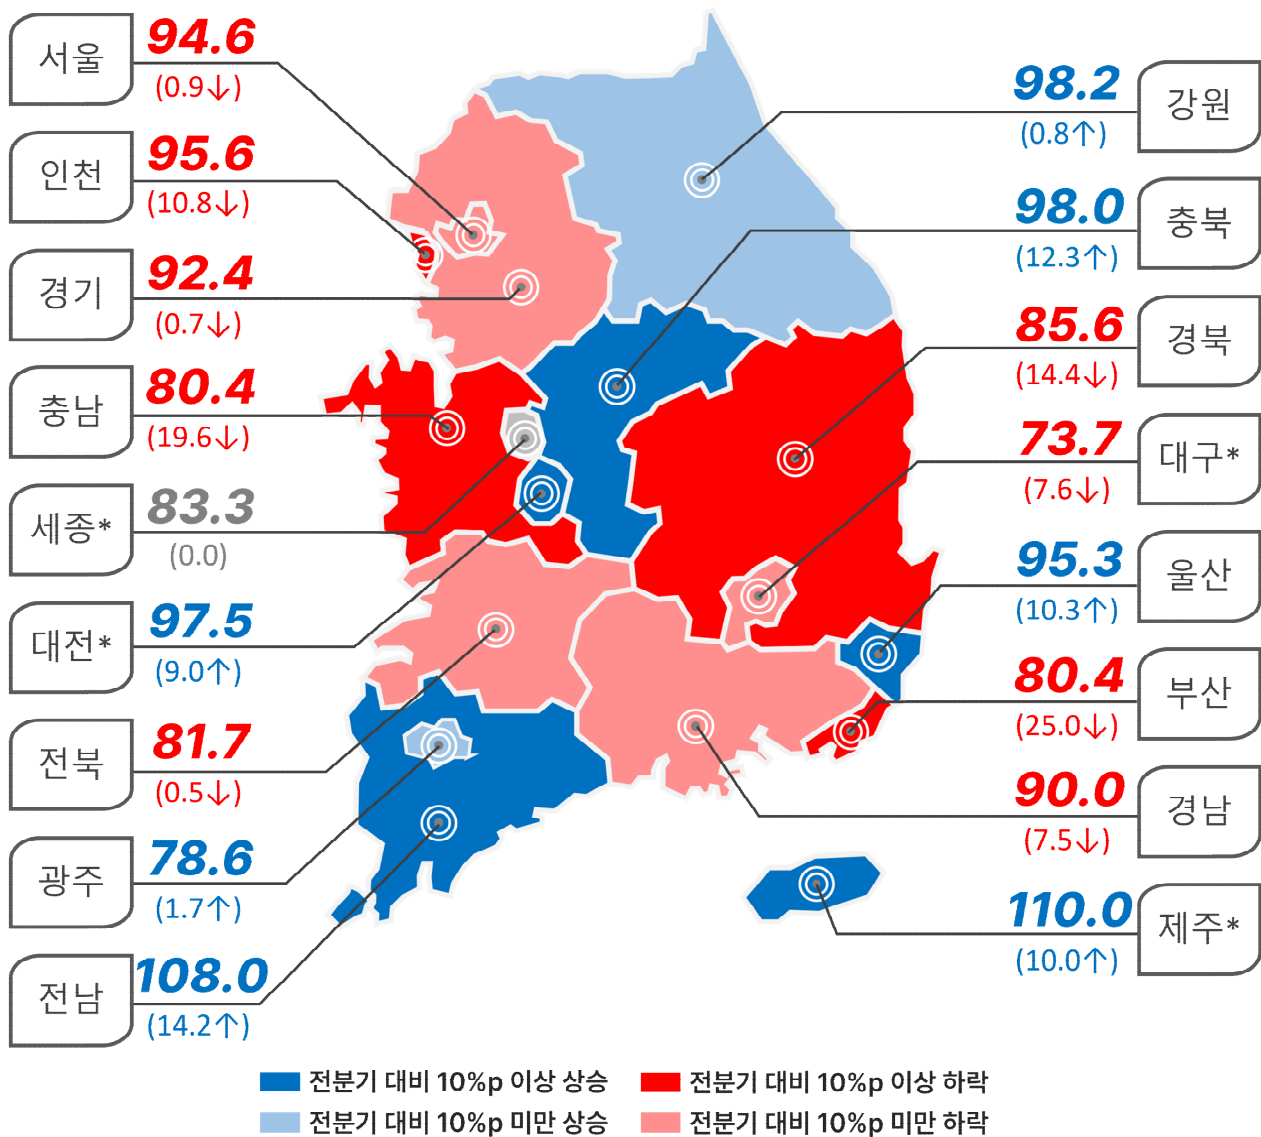 서울
94.6
(0.9↓)
인천
95.6
(10.8↓)
경기
92.4
(0.7↓)
충남
80.4
(19.6↓)
세종*
83.3
(0.0)
대전*
97.5
(9.0↑)
전북
81.7
(0.5↓)
광주
78.6
(1.7↑)
전남
108.0
(14.2↑)
98.2
(0.8↑)
강원
98.0
(12.3↑)
충북
85.6
(14.4↓)
경북
73.7
(7.6↓)
대구*
95.3
(10.3↑)
울산
80.4
(25.0↓)
부산
90.0
(7.5↓)
경남
110.0
(10.0↑)
제주*
전분기 대비 10%p 이상 상승
전분기 대비 10%p 이상 하락
전분기 대비 10%p 미만 상승
전분기 대비 10%p 미만 하락